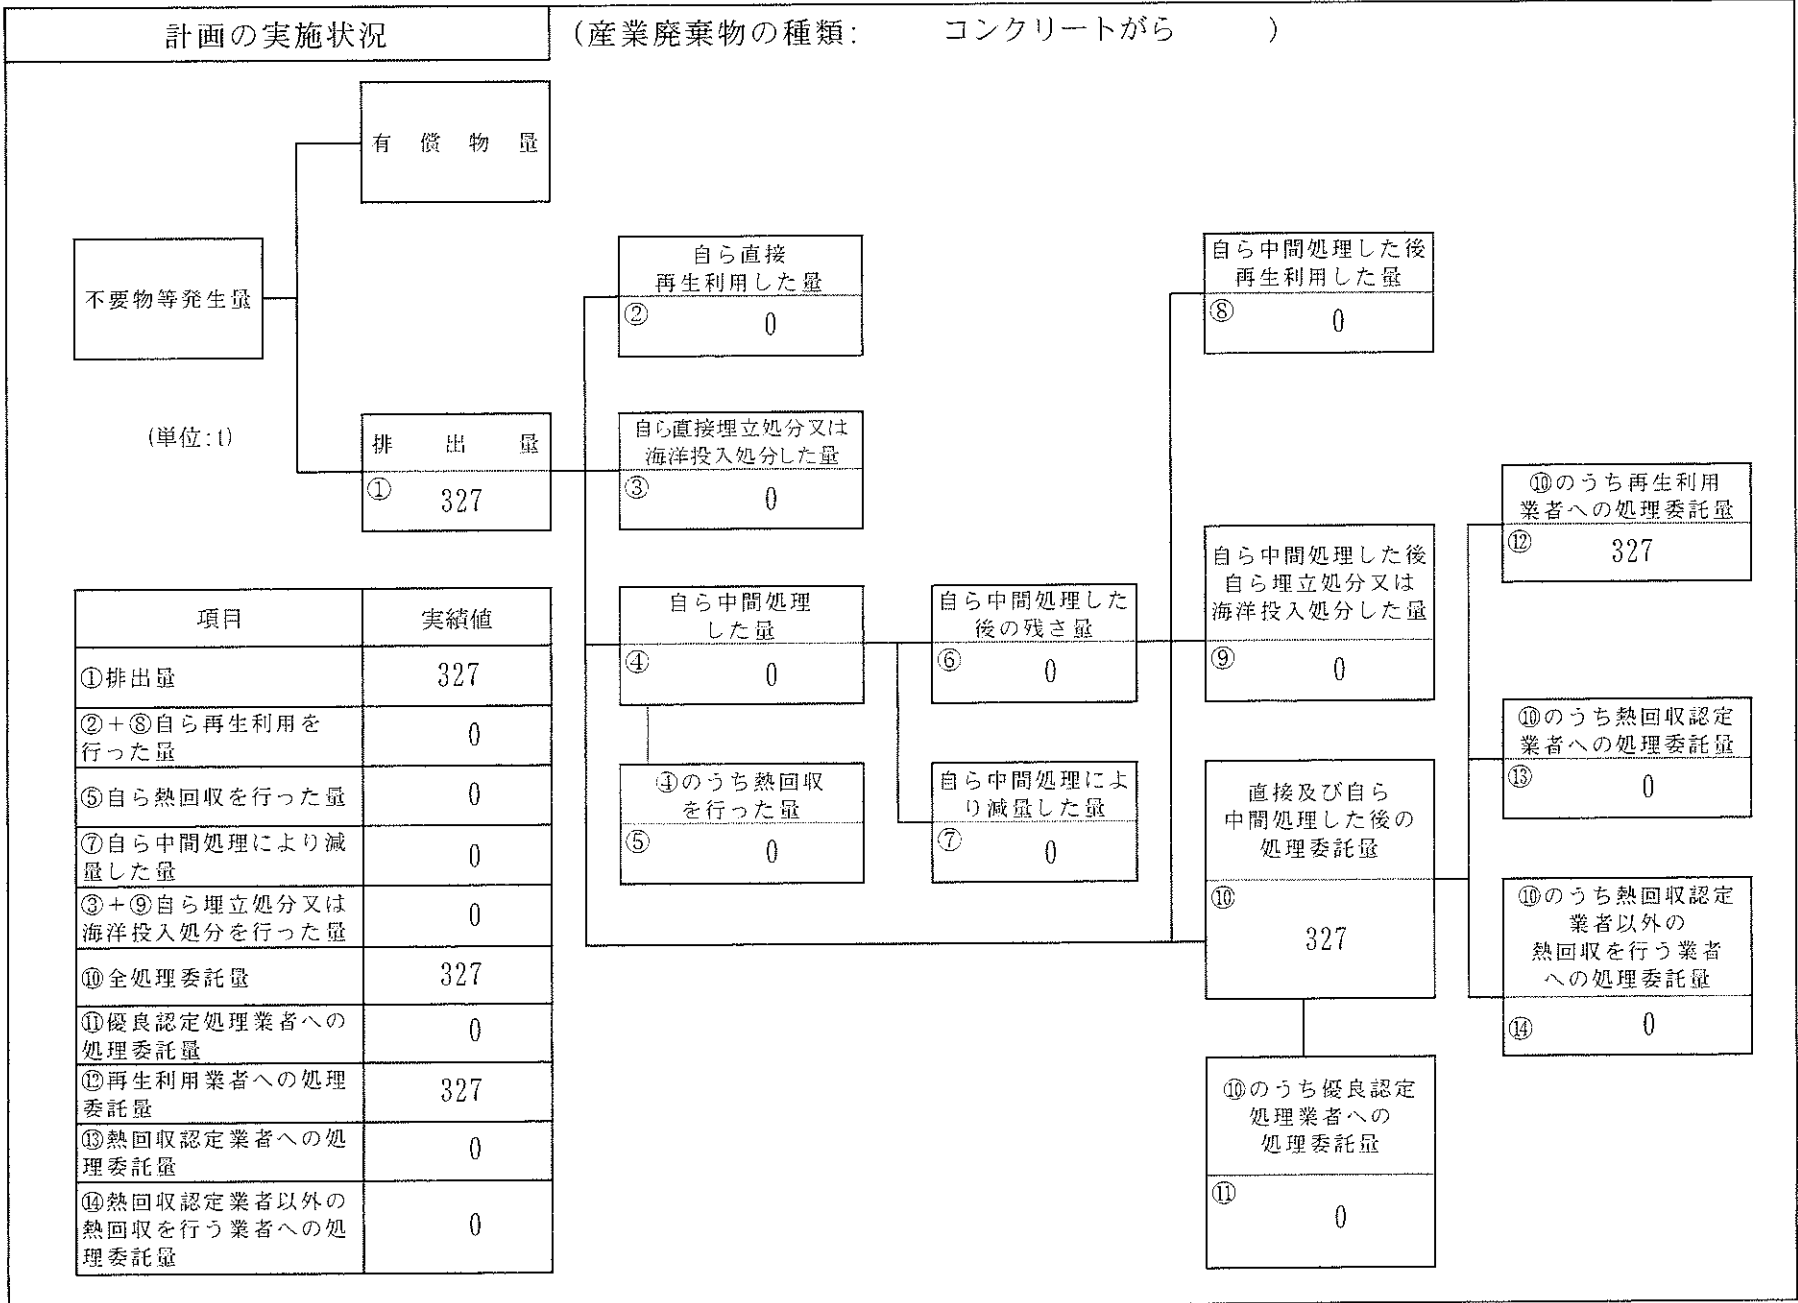 計画の実施状況
(産業廃棄物の種類: コンクリートがら )
有償物量
不要物等発生量
(単位:t)
排出量
① 327
自ら直接
再生利用した量
② 0
自ら直接埋立処分又は
海洋投入処分した量
③ 0
自ら中間処理
した量
④ 0
④のうち熱回収
を行った量
⑤ 0
自ら中間処理した
後の残さ量
⑥ 0
自ら中間処理によ
り減量した量
⑦ 0
自ら中間処理した後
再生利用した量
⑧ 0
自ら中間処理した後
自ら埋立処分又は
海洋投入処分した量
⑨ 0
直接及び自ら
中間処理した後の
処理委託量
⑩
327
⑩のうち優良認定
処理業者への
処理委託量
⑪
0
⑩のうち再生利用
業者への処理委託量
⑫ 327
⑩のうち熱回収認定
業者への処理委託量
⑬ 0
⑩のうち熱回収認定
業者以外の
熱回収を行う業者
への処理委託量
⑭ 0
項目 実績値
①排出量 327
②+⑧自ら再生利用を
行った量 0
⑤自ら熱回収を行った量 0
⑦自ら中間処理により減
量した量 0
③+⑨自ら埋立処分又は
海洋投入処分を行った量 0
⑩全処理委託量 327
⑪優良認定処理業者への
処理委託量 0
⑫再生利用業者への処理
委託量 327
⑬熱回収認定業者への処
理委託量 0
⑭熱回収認定業者以外の
熱回収を行う業者への処
理委託量 0